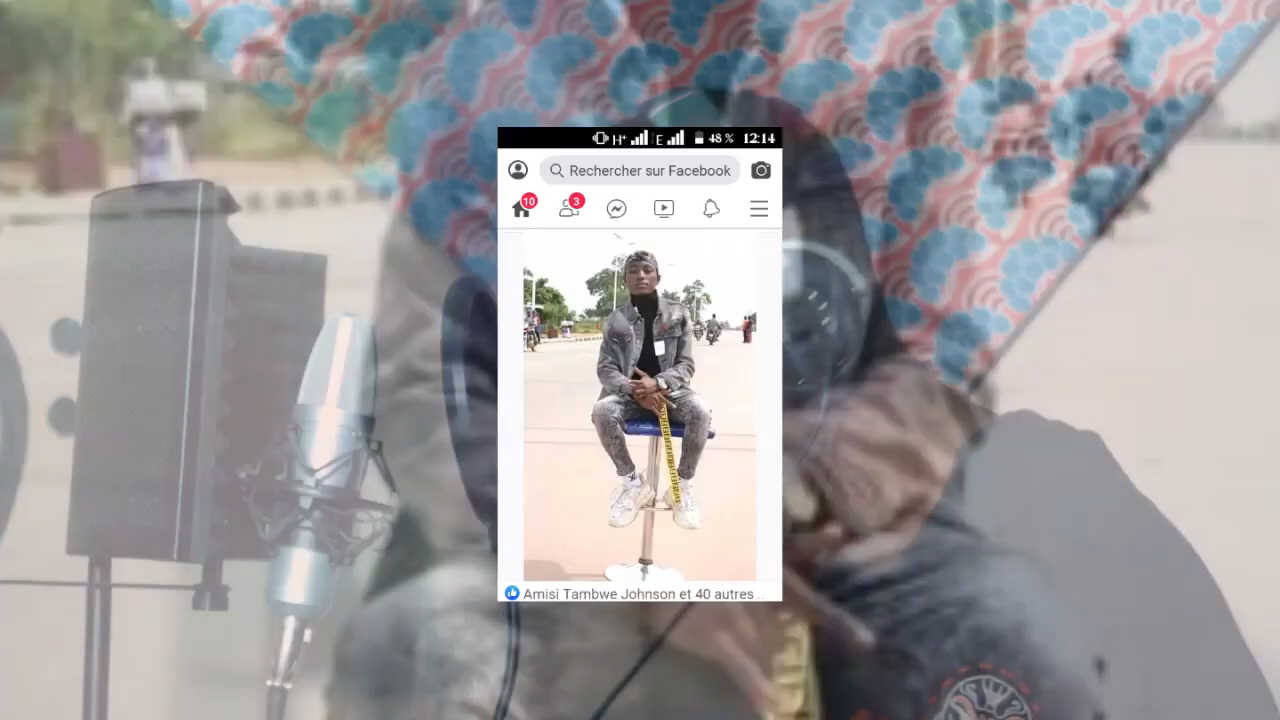 H+ E 48 % 12:14
Rechercher sur Facebook
10 3
Amisi Tambwe Johnson et 40 autres...